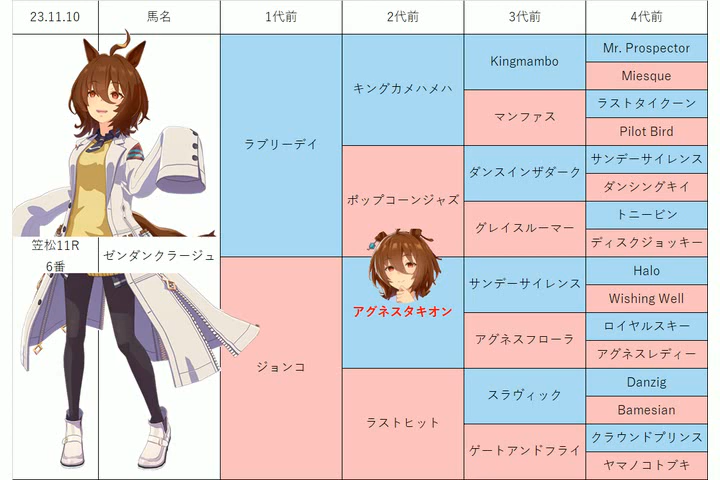 23.11.10
馬名
1代前
2代前
3代前
4代前
笠松11R
6番
ゼンダンクラージュ
ラブリーデイ
ジョンコ
キングカメハメハ
ポップコーンジャズ
アグネスタキオン
ラストヒット
Kingmambo
マンファス
ダンスインザダーク
グレイスルーマー
サンデーサイレンス
アグネスフローラ
スラヴィック
ゲートアンドフライ
Mr. Prospector
Miesque
ラストタイクーン
Pilot Bird
サンデーサイレンス
ダンシングキイ
トニービン
ディスクジョッキー
Halo
Wishing Well
ロイヤルスキー
アグネスレディー
Danzig
Bamesian
クラウンドプリンス
ヤマノコトブキ